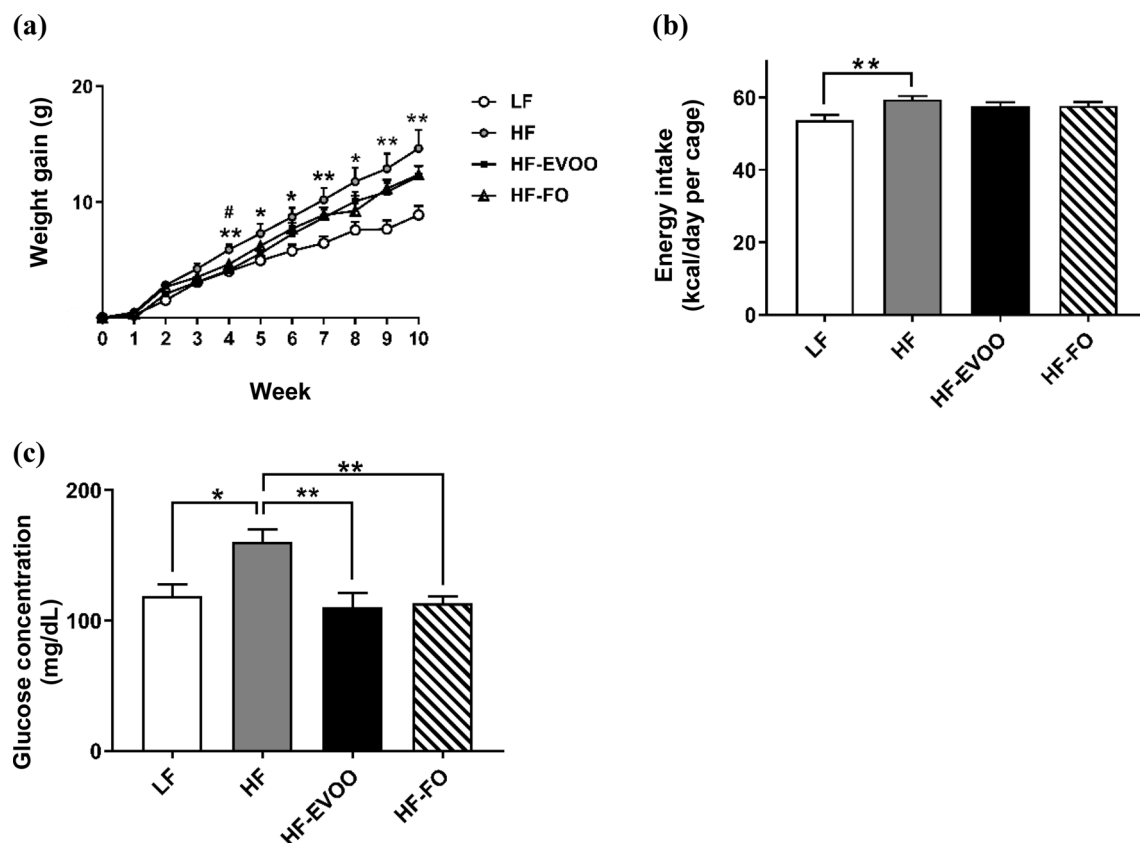 (a)
Weight gain (g)
20
10
0
0 1 2 3 4 5 6 7 8 9 10
Week
#
** * * ** * ** **
LF
HF
HF-EVOO
HF-FO
(b)
Energy intake
(kcal/day per cage)
60
40
20
0
**
LF HF HF-EVOO HF-FO
(c)
Glucose concentration
(mg/dL)
200
100
0
* ** **
LF HF HF-EVOO HF-FO